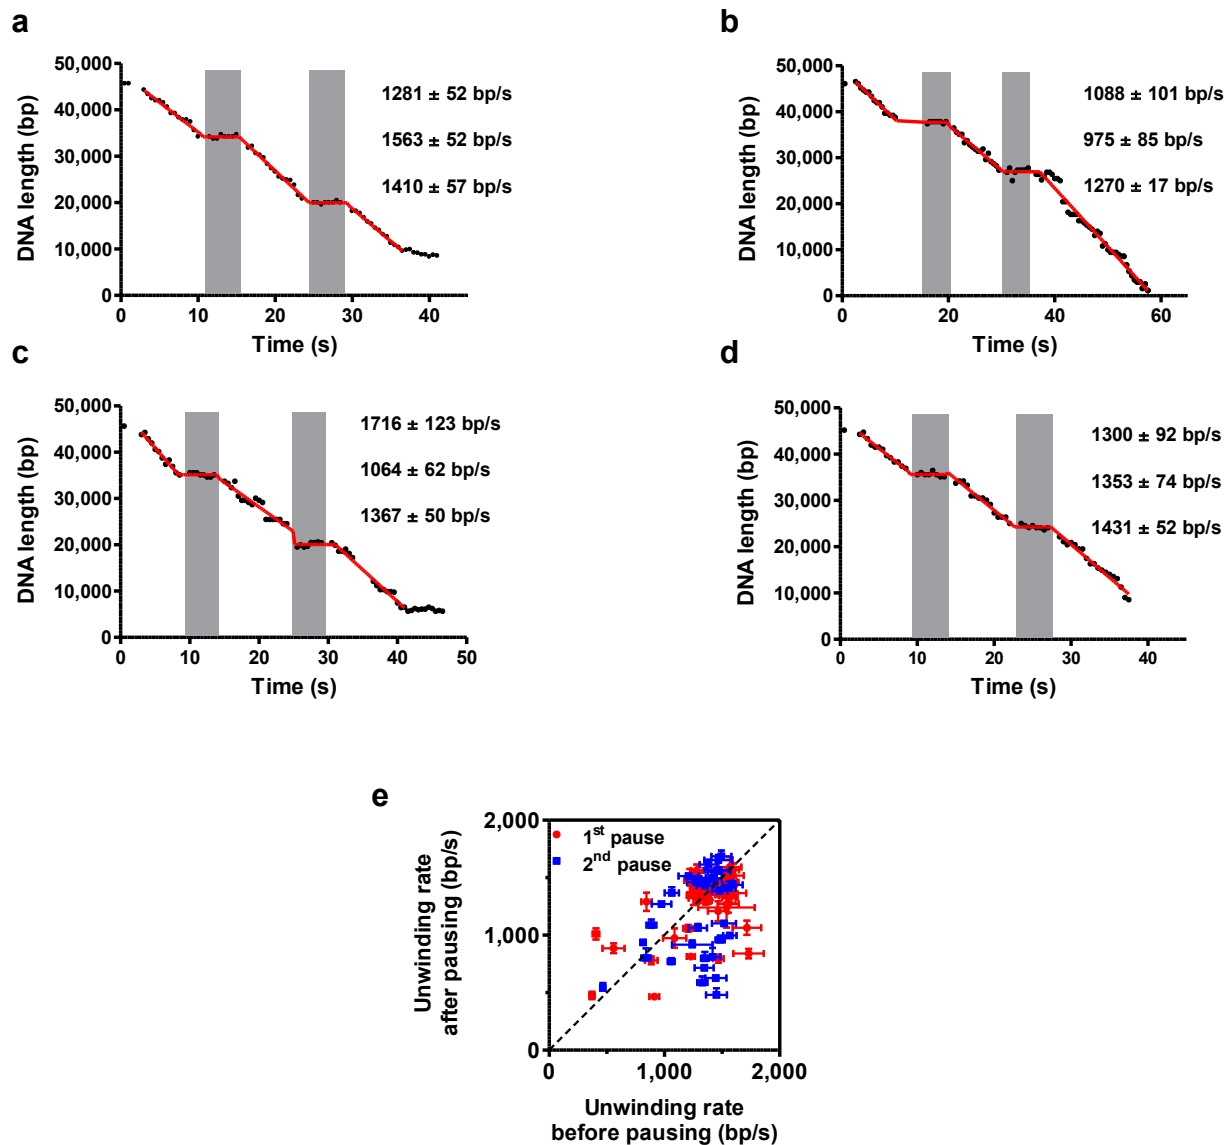 a
50,000
40,000
30,000
20,000
10,000
0
0 10 20 30 40
DNA length (bp)
Time (s)
1281 ± 52 bp/s
1563 ± 52 bp/s
1410 ± 57 bp/s
b
50,000
40,000
30,000
20,000
10,000
0
0 20 40 60
DNA length (bp)
Time (s)
1088 ± 101 bp/s
975 ± 85 bp/s
1270 ± 17 bp/s
c
50,000
40,000
30,000
20,000
10,000
0
0 10 20 30 40 50
DNA length (bp)
Time (s)
1716 ± 123 bp/s
1064 ± 62 bp/s
1367 ± 50 bp/s
d
50,000
40,000
30,000
20,000
10,000
0
0 10 20 30 40
DNA length (bp)
Time (s)
1300 ± 92 bp/s
1353 ± 74 bp/s
1431 ± 52 bp/s
e
2,000
1,000
0
0 1,000 2,000
Unwinding rate
after pausing (bp/s)
1st pause
2nd pause
Unwinding rate
before pausing (bp/s)